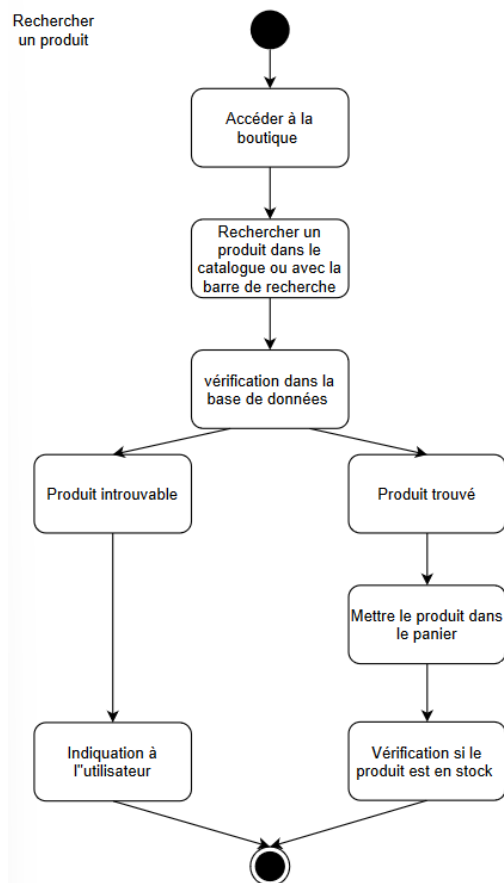 Rechercher
un produit
Accéder à la
boutique
Rechercher un
produit dans le
catalogue ou avec la
barre de recherche
vérification dans la
base de données
Produit introuvable
Produit trouvé
Mettre le produit dans
le panier
Indiquation à
l"utilisateur
Vérification si le
produit est en stock